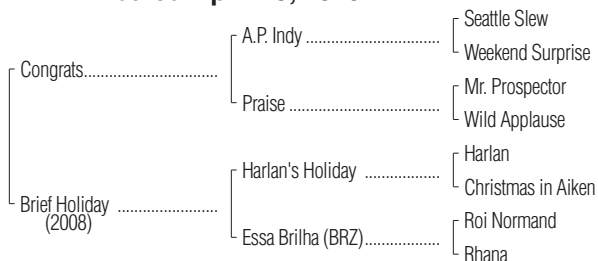 Seattle Slew
A.P. Indy ..................................
Weekend Surprise
Congrats..................................
Mr. Prospector
Praise ......................................
Wild Applause
Harlan
Harlan's Holiday ...................
Christmas in Aiken
Brief Holiday .........................
(2008)
Roi Normand
Essa Brilha (BRZ)...................
Rhana